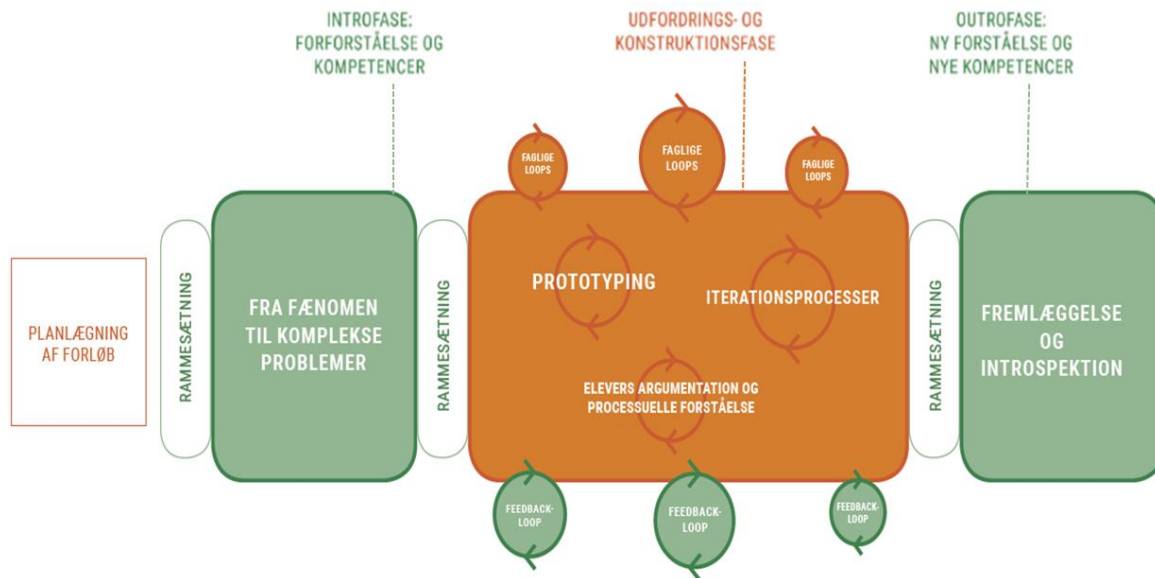 INTROFASE:
FORFORSTÅELSE OG
KOMPETENCER
UDFORDRINGS- OG
KONSTRUKTIONSFASE
OUTROFASE:
NY FORSTÅELSE OG
NYE KOMPETENCER
FAGLIGE
LOOPS
FAGLIGE
LOOPS
FAGLIGE
LOOPS
PLANLÆGNING
AF FORLØB
RAMMESÆTNING
FRA FÆNOMEN
TIL KOMPLEKSE
PROBLEMER
RAMMESÆTNING
PROTOTYPING
ITERATIONSPROCESSER
ELEVERS ARGUMENTATION OG
PROCESSUELLE FORSTÅELSE
RAMMESÆTNING
FREMLÆGGELSE
OG
INTROSPEKTION
FEEDBACK-
LOOP
FEEDBACK-
LOOP
FEEDBACK-
LOOP